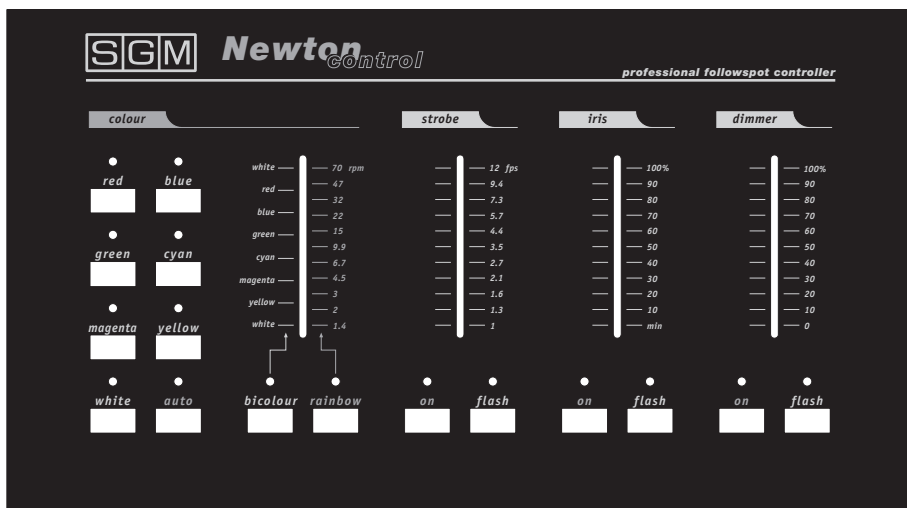 SGM Newton control
professional followspot controller
colour strobe iris dimmer
red blue
green cyan
magenta yellow
white auto
white 70 rpm
red 47
32
blue 22
green 15
9.9
cyan 6.7
magenta 4.5
3
yellow 2
white 1.4
bicolour rainbow
12 fps
9.4
7.3
5.7
4.4
3.5
2.7
2.1
1.6
1.3
1
on flash
100%
90
80
70
60
50
40
30
20
10
min
on flash
100%
90
80
70
60
50
40
30
20
10
0
on flash